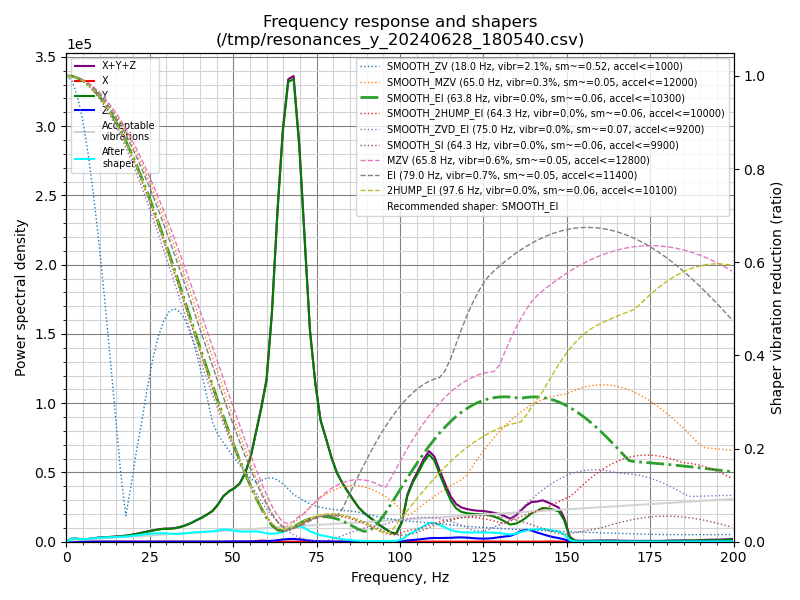 Frequency response and shapers
(/tmp/resonances_y_20240628_180540.csv)
1e5
X+Y+Z
X
Y
Z
Acceptable
vibrations
After
shaper
SMOOTH_ZV (18.0 Hz, vibr=2.1%, sm~=0.52, accel<=1000)
SMOOTH_MZV (65.0 Hz, vibr=0.3%, sm~=0.05, accel<=12000)
SMOOTH_EI (63.8 Hz, vibr=0.0%, sm~=0.06, accel<=10300)
SMOOTH_2HUMP_EI (64.3 Hz, vibr=0.0%, sm~=0.06, accel<=10000)
SMOOTH_ZVD_EI (75.0 Hz, vibr=0.0%, sm~=0.07, accel<=9200)
SMOOTH_SI (64.3 Hz, vibr=0.0%, sm~=0.06, accel<=9900)
MZV (65.8 Hz, vibr=0.6%, sm~=0.05, accel<=12800)
EI (79.0 Hz, vibr=0.7%, sm~=0.05, accel<=11400)
2HUMP_EI (97.6 Hz, vibr=0.0%, sm~=0.06, accel<=10100)
Recommended shaper: SMOOTH_EI
Power spectral density
3.5
3.0
2.5
2.0
1.5
1.0
0.5
0.0
Shaper vibration reduction (ratio)
1.0
0.8
0.6
0.4
0.2
0.0
0 25 50 75 100 125 150 175 200
Frequency, Hz